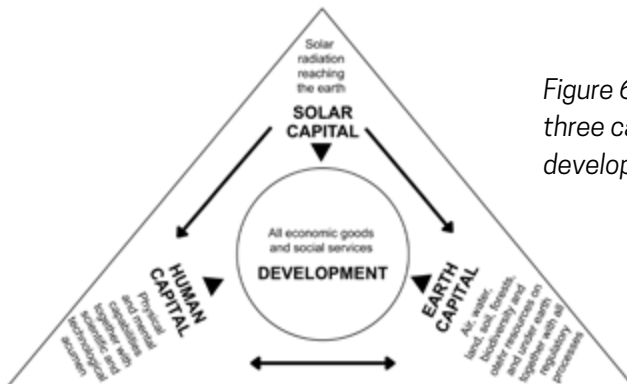 Solar
radiation
reaching
the earth
SOLAR
CAPITAL
Figure 6
three ca
develop
All economic goods
and social services
DEVELOPMENT
HUMAN
CAPITAL
Physical
and mental
capabilities
together with
scientific and
technological
acumen
EARTH
CAPITAL
Air, water,
land, soil, forests,
biodiversity and
otehr resources on
and under earth
together with all
regulatory
processes